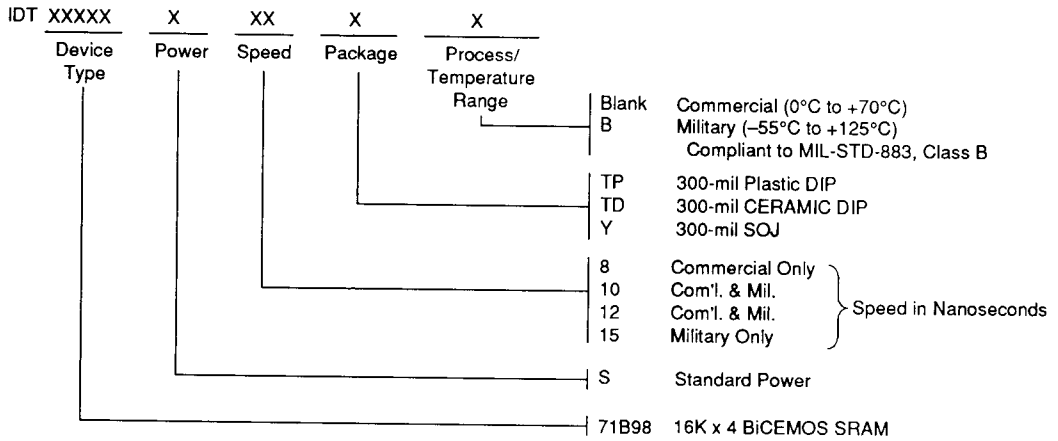 IDT XXXXX X XX X X
Device Type
Power
Speed
Package
Process/ Temperature Range
Blank Commercial (0°C to +70°C)
B Military (–55°C to +125°C)
Compliant to MIL-STD-883, Class B
TP 300-mil Plastic DIP
TD 300-mil CERAMIC DIP
Y 300-mil SOJ
8 Commercial Only
10 Com'l. & Mil.
12 Com'l. & Mil.
15 Military Only
Speed in Nanoseconds
S Standard Power
71B98 16K x 4 BiCEMOS SRAM